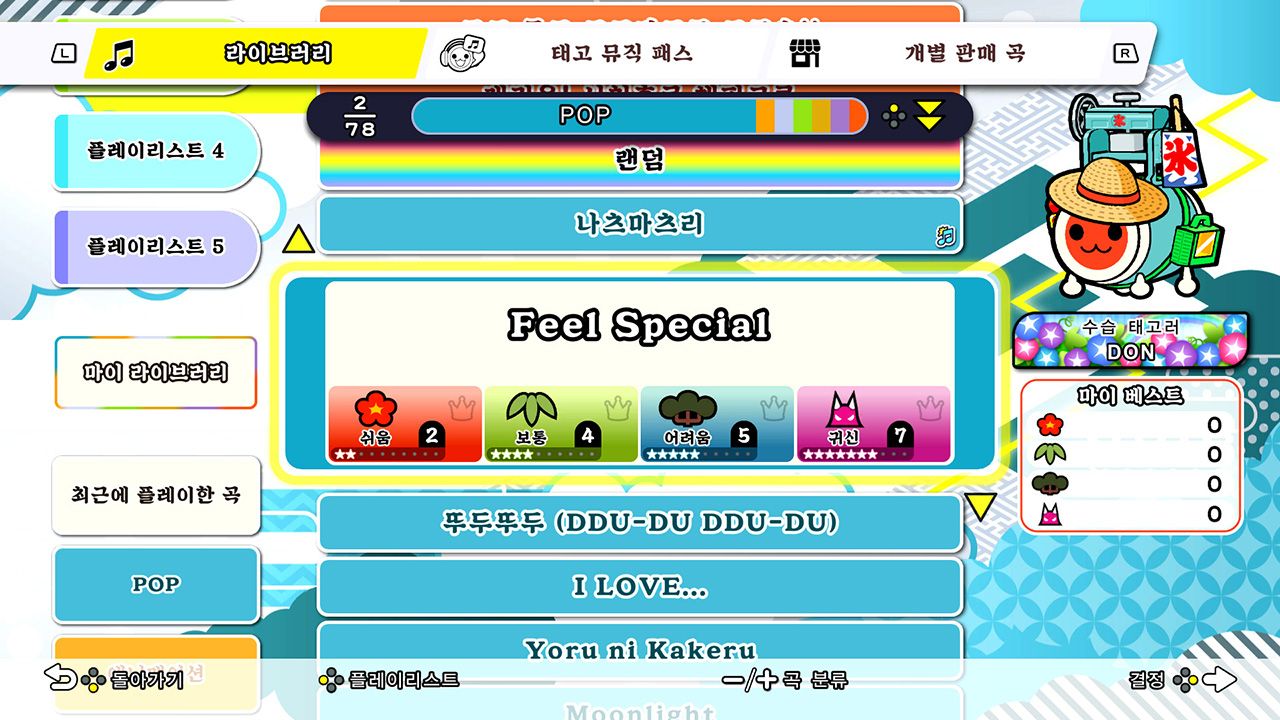 L
라이브러리
태고 뮤직 패스
개별 판매 곡
R
2
78
POP
랜덤
나츠마츠리
플레이리스트 4
플레이리스트 5
마이 라이브러리
최근에 플레이한 곡
POP
Feel Special
쉬움 2
보통 4
어려움 5
귀신 7
뚜두뚜두 (DDU-DU DDU-DU)
I LOVE...
Yoru ni Kakeru
Moonlight
氷
氷
수습 태고러
DON
마이 베스트
0
0
0
0
돌아가기
플레이리스트
−/+ 곡 분류
결정